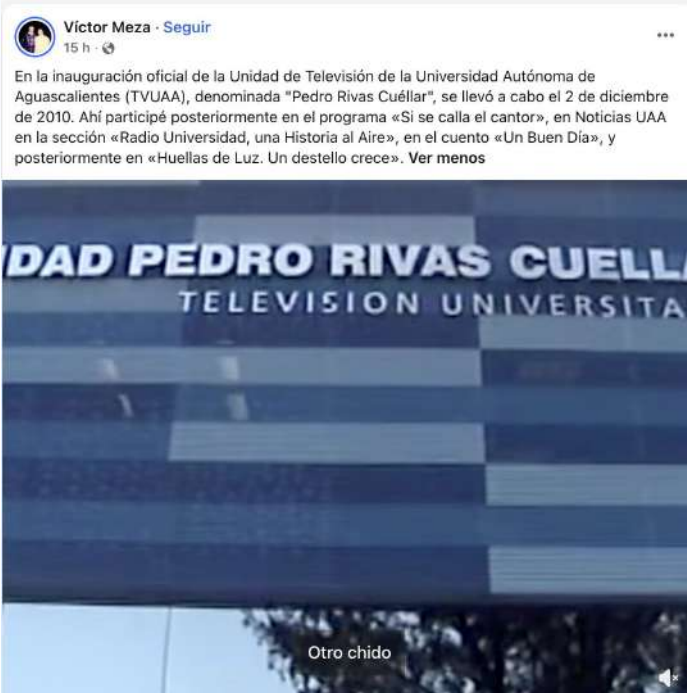 Víctor Meza · Seguir
15 h ·
En la inauguración oficial de la Unidad de Televisión de la Universidad Autónoma de
Aguascalientes (TVUAA), denominada "Pedro Rivas Cuéllar", se llevó a cabo el 2 de diciembre
de 2010. Ahí participé posteriormente en el programa «Si se calla el cantor», en Noticias UAA
en la sección «Radio Universidad, una Historia al Aire», en el cuento «Un Buen Día», y
posteriormente en «Huellas de Luz. Un destello crece». Ver menos
IDAD PEDRO RIVAS CUELLA
TELEVISION UNIVERSITA
Otro chido